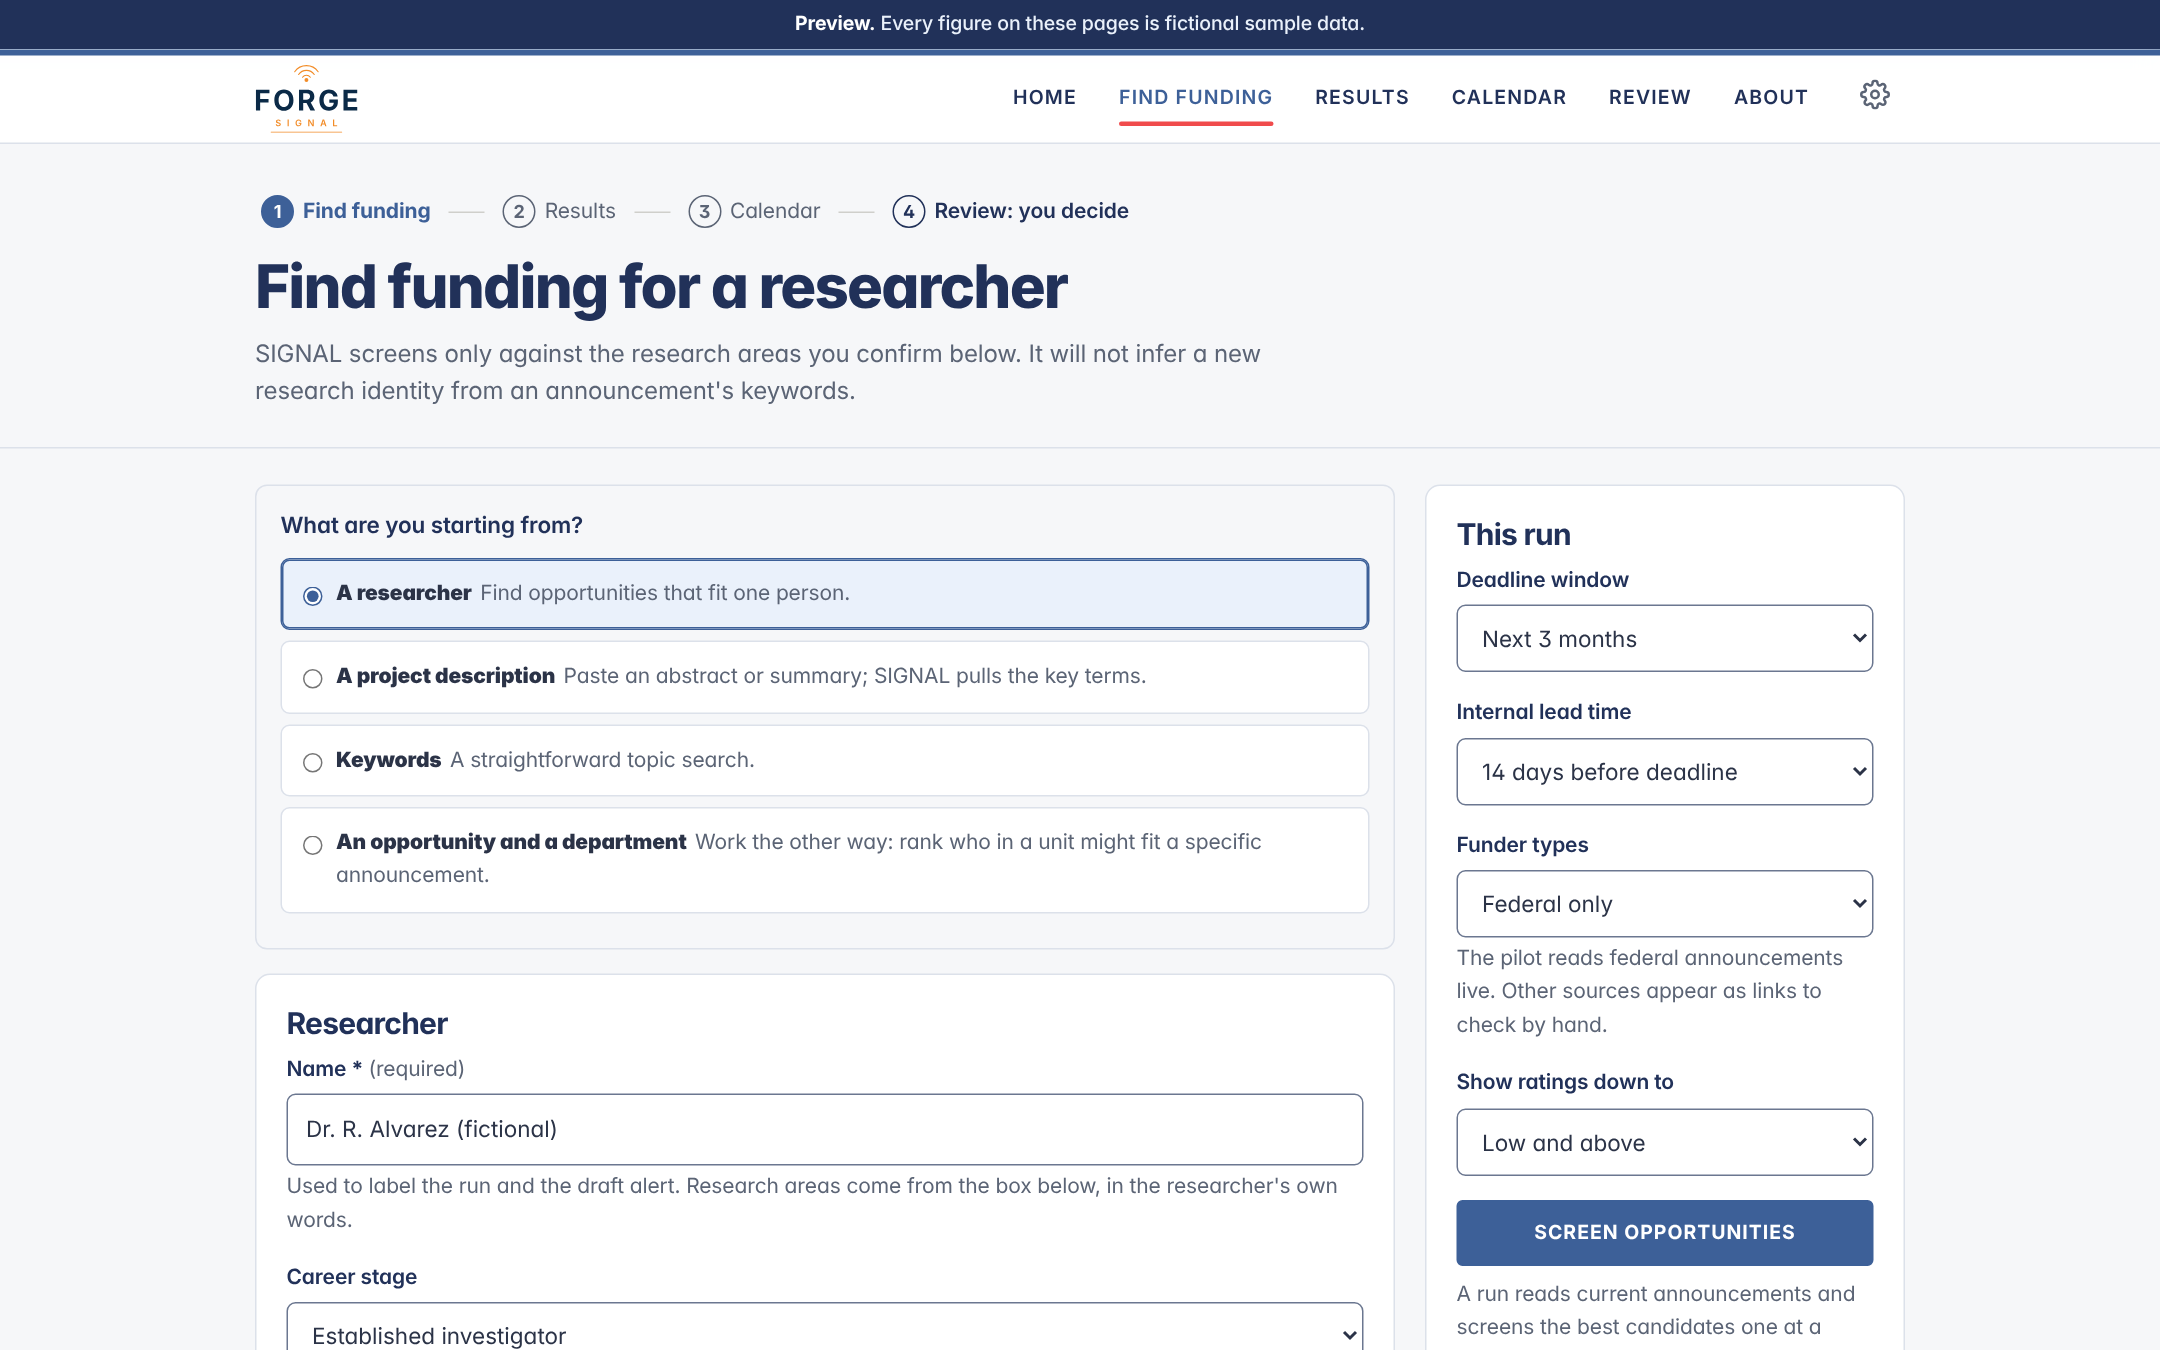 Preview. Every figure on these pages is fictional sample data.
FORGE
SIGNAL
HOME
FIND FUNDING
RESULTS
CALENDAR
REVIEW
ABOUT
1 Find funding
2 Results
3 Calendar
4 Review: you decide
Find funding for a researcher
SIGNAL screens only against the research areas you confirm below. It will not infer a new
research identity from an announcement's keywords.
What are you starting from?
A researcher Find opportunities that fit one person.
A project description Paste an abstract or summary; SIGNAL pulls the key terms.
Keywords A straightforward topic search.
An opportunity and a department Work the other way: rank who in a unit might fit a specific
announcement.
Researcher
Name * (required)
Dr. R. Alvarez (fictional)
Used to label the run and the draft alert. Research areas come from the box below, in the researcher's own
words.
Career stage
Established investigator
This run
Deadline window
Next 3 months
Internal lead time
14 days before deadline
Funder types
Federal only
The pilot reads federal announcements
live. Other sources appear as links to
check by hand.
Show ratings down to
Low and above
SCREEN OPPORTUNITIES
A run reads current announcements and
screens the best candidates one at a